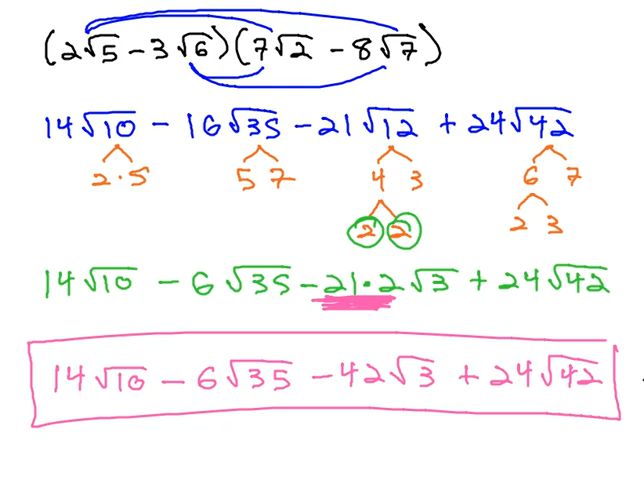 (2√5 − 3√6)(7√2 − 8√7)
14√10 − 16√35 − 21√12 + 24√42
2·5 5 7 4 3 6 7
2 2 2 3
14√10 − 6√35 − 21·2√3 + 24√42
14√10 − 6√35 − 42√3 + 24√42